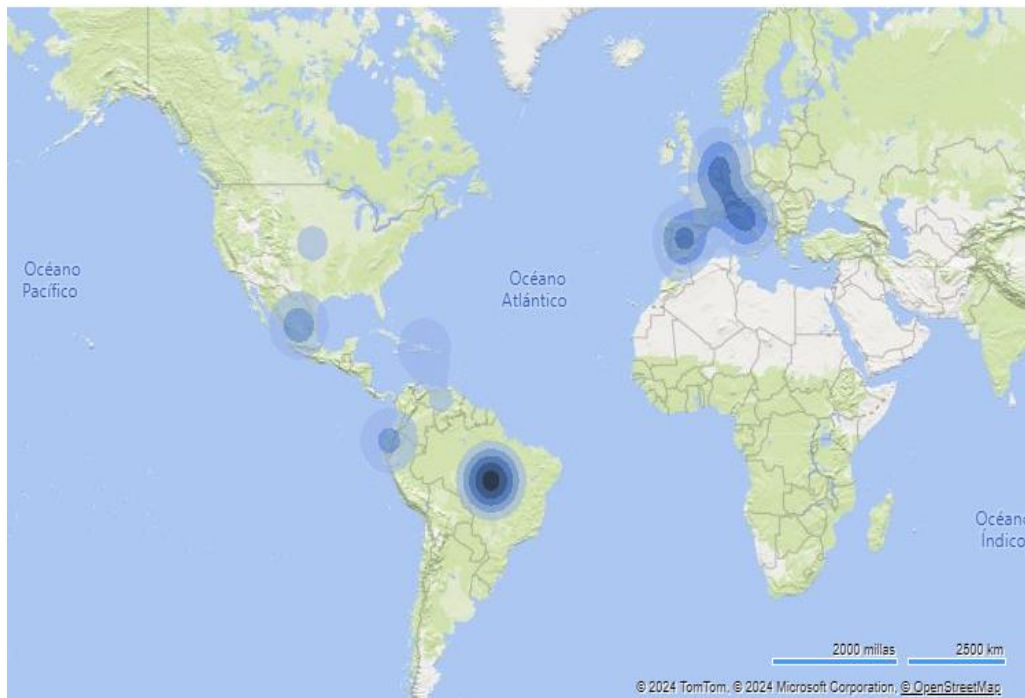 Océano
Pacífico
Océano
Atlántico
Océano
Índico
2000 millas
2500 km
© 2024 TomTom, © 2024 Microsoft Corporation, © OpenStreetMap